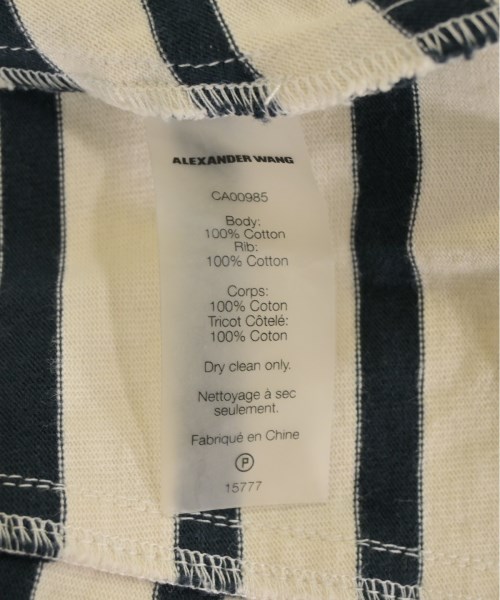 ALEXANDER WANG
CA00985
Body:
100% Cotton
Rib:
100% Cotton
Corps:
100% Coton
Tricot Côtelé:
100% Coton
Dry clean only.
Nettoyage à sec
seulement.
Fabriqué en Chine
P
15777